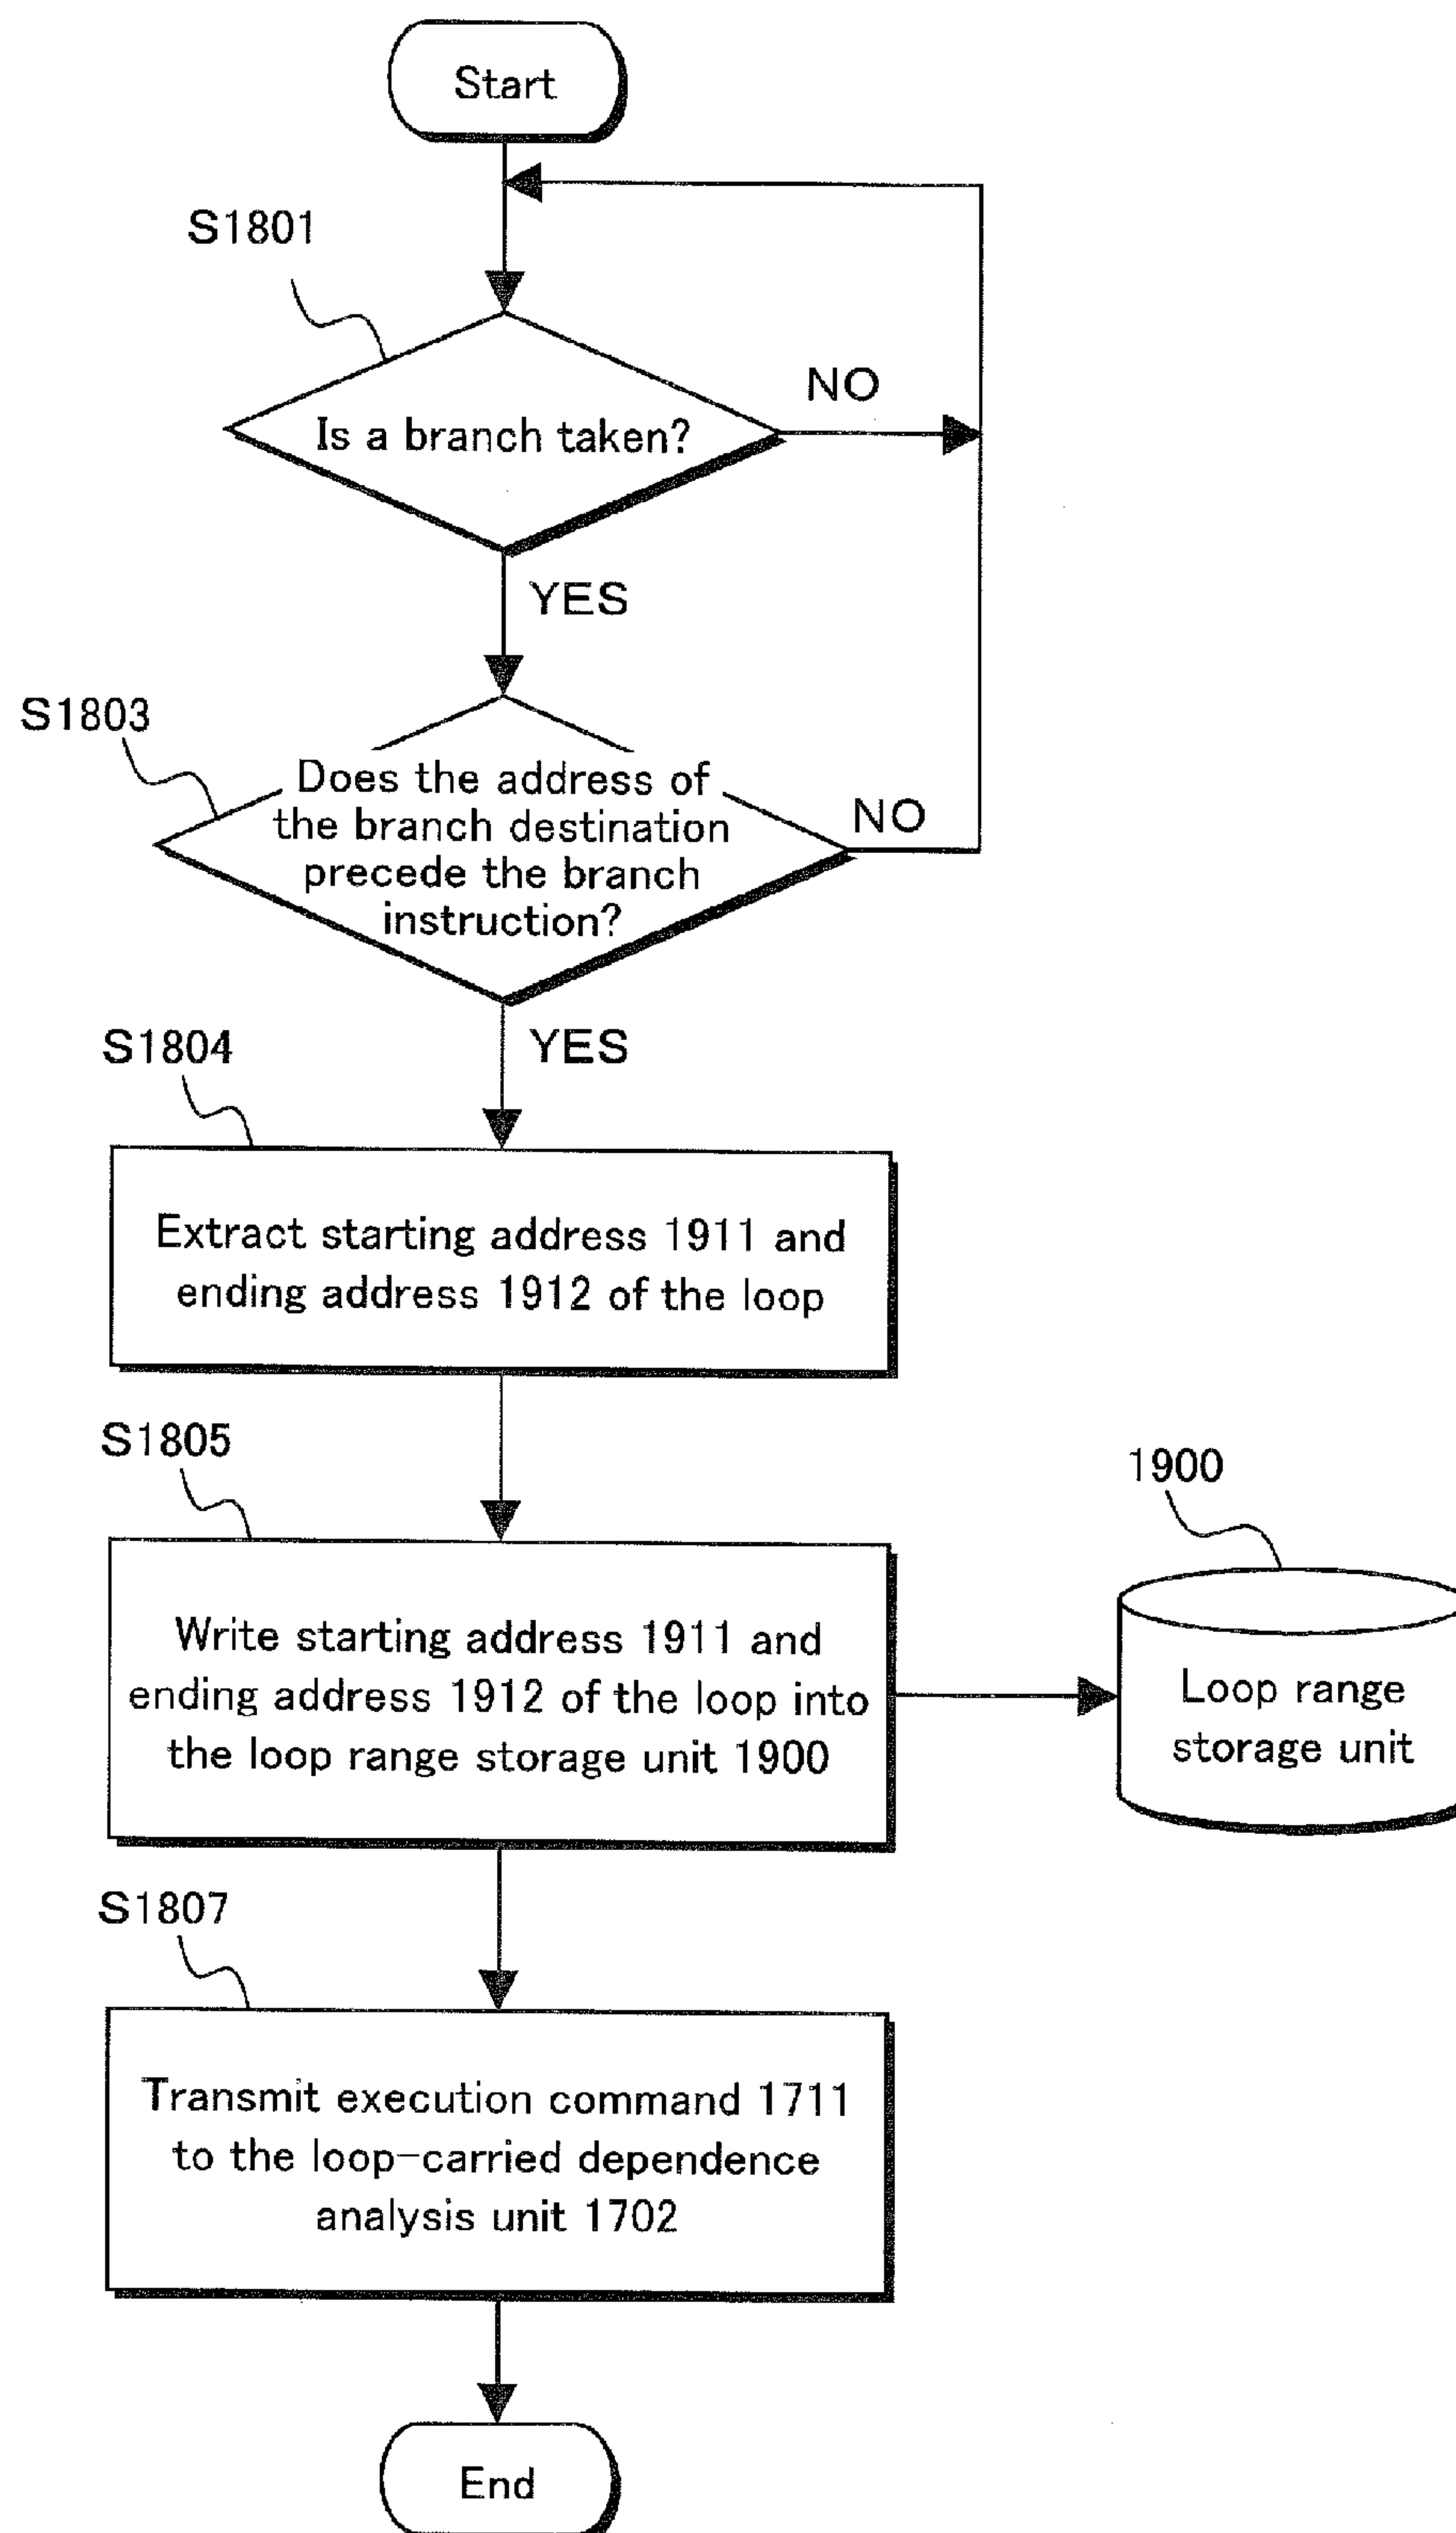 Start
S1801
NO
Is a branch taken?
YES
S1803
Does the address of
the branch destination
precede the branch
instruction?
NO
S1804
YES
Extract starting address 1911 and
ending address 1912 of the loop
S1805
1900
Write starting address 1911 and
ending address 1912 of the loop into
the loop range storage unit 1900
Loop range
storage unit
S1807
Transmit execution command 1711
to the loop-carried dependence
analysis unit 1702
End